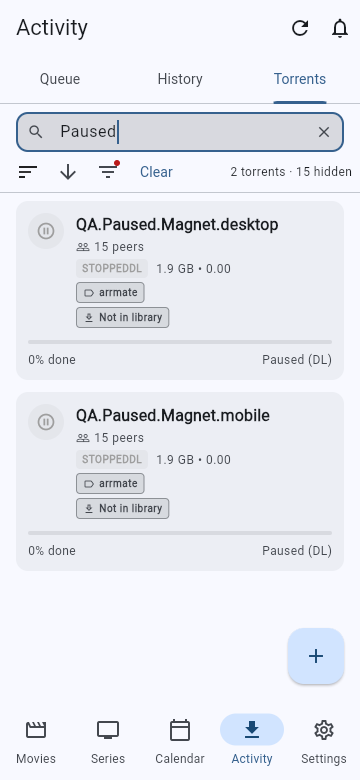 Activity
Queue
History
Torrents
Paused
Clear
2 torrents · 15 hidden
QA.Paused.Magnet.desktop
15 peers
STOPPEDDL
1.9 GB • 0.00
arrmate
Not in library
0% done
Paused (DL)
QA.Paused.Magnet.mobile
15 peers
STOPPEDDL
1.9 GB • 0.00
arrmate
Not in library
0% done
Paused (DL)
Movies
Series
Calendar
Activity
Settings